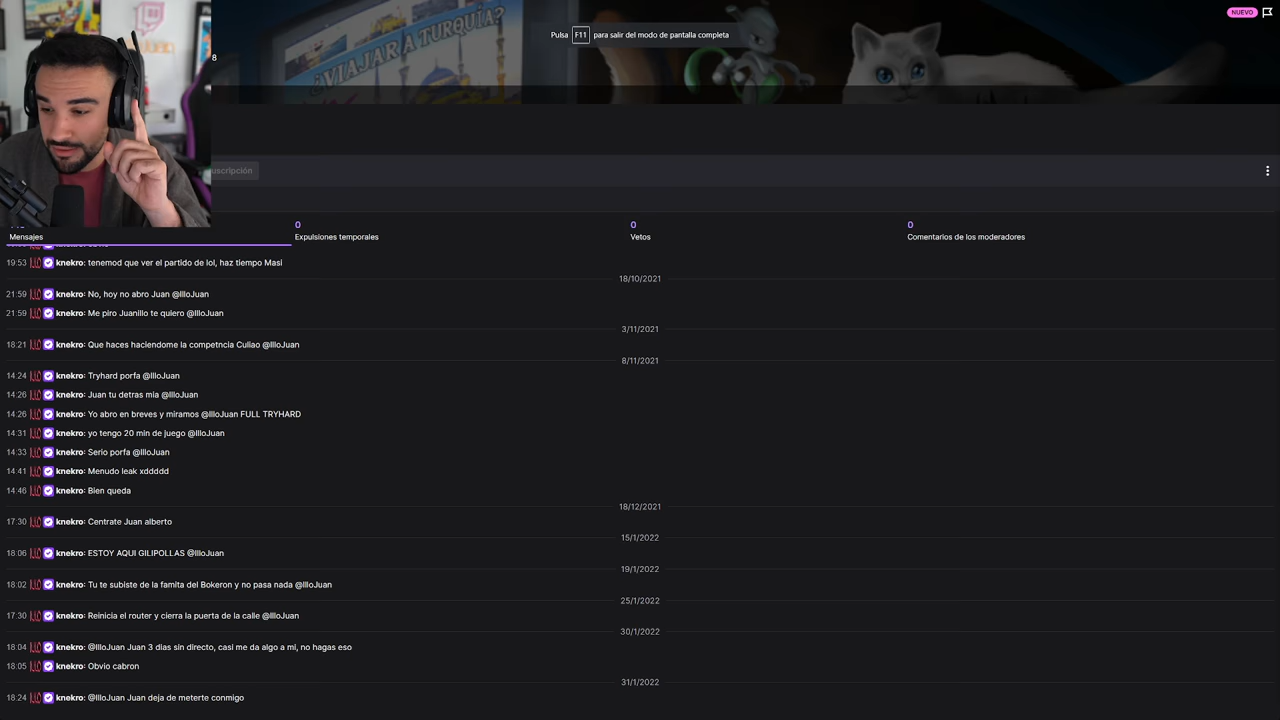 ¿VIAJAR A TURQUÍA?
Pulsa F11 para salir del modo de pantalla completa
NUEVO
8
uscripción
0
0
0
Mensajes
Expulsiones temporales
Vetos
Comentarios de los moderadores
19:53 knekro: tenemod que ver el partido de lol, haz tiempo Masi
18/10/2021
21:59 knekro: No, hoy no abro Juan @IlloJuan
21:59 knekro: Me piro Juanillo te quiero @IlloJuan
3/11/2021
18:21 knekro: Que haces haciendome la competncia Culiao @IlloJuan
8/11/2021
14:24 knekro: Tryhard porfa @IlloJuan
14:26 knekro: Juan tu detras mia @IlloJuan
14:26 knekro: Yo abro en breves y miramos @IlloJuan FULL TRYHARD
14:31 knekro: yo tengo 20 min de juego @IlloJuan
14:33 knekro: Serio porfa @IlloJuan
14:41 knekro: Menudo leak xddddd
14:46 knekro: Bien queda
18/12/2021
17:30 knekro: Centrate Juan alberto
15/1/2022
18:06 knekro: ESTOY AQUI GILIPOLLAS @IlloJuan
19/1/2022
18:02 knekro: Tu te subiste de la famita del Bokeron y no pasa nada @IlloJuan
25/1/2022
17:30 knekro: Reinicia el router y cierra la puerta de la calle @IlloJuan
30/1/2022
18:04 knekro: @IlloJuan Juan 3 dias sin directo, casi me da algo a mi, no hagas eso
18:05 knekro: Obvio cabron
31/1/2022
18:24 knekro: @IlloJuan Juan deja de meterte conmigo